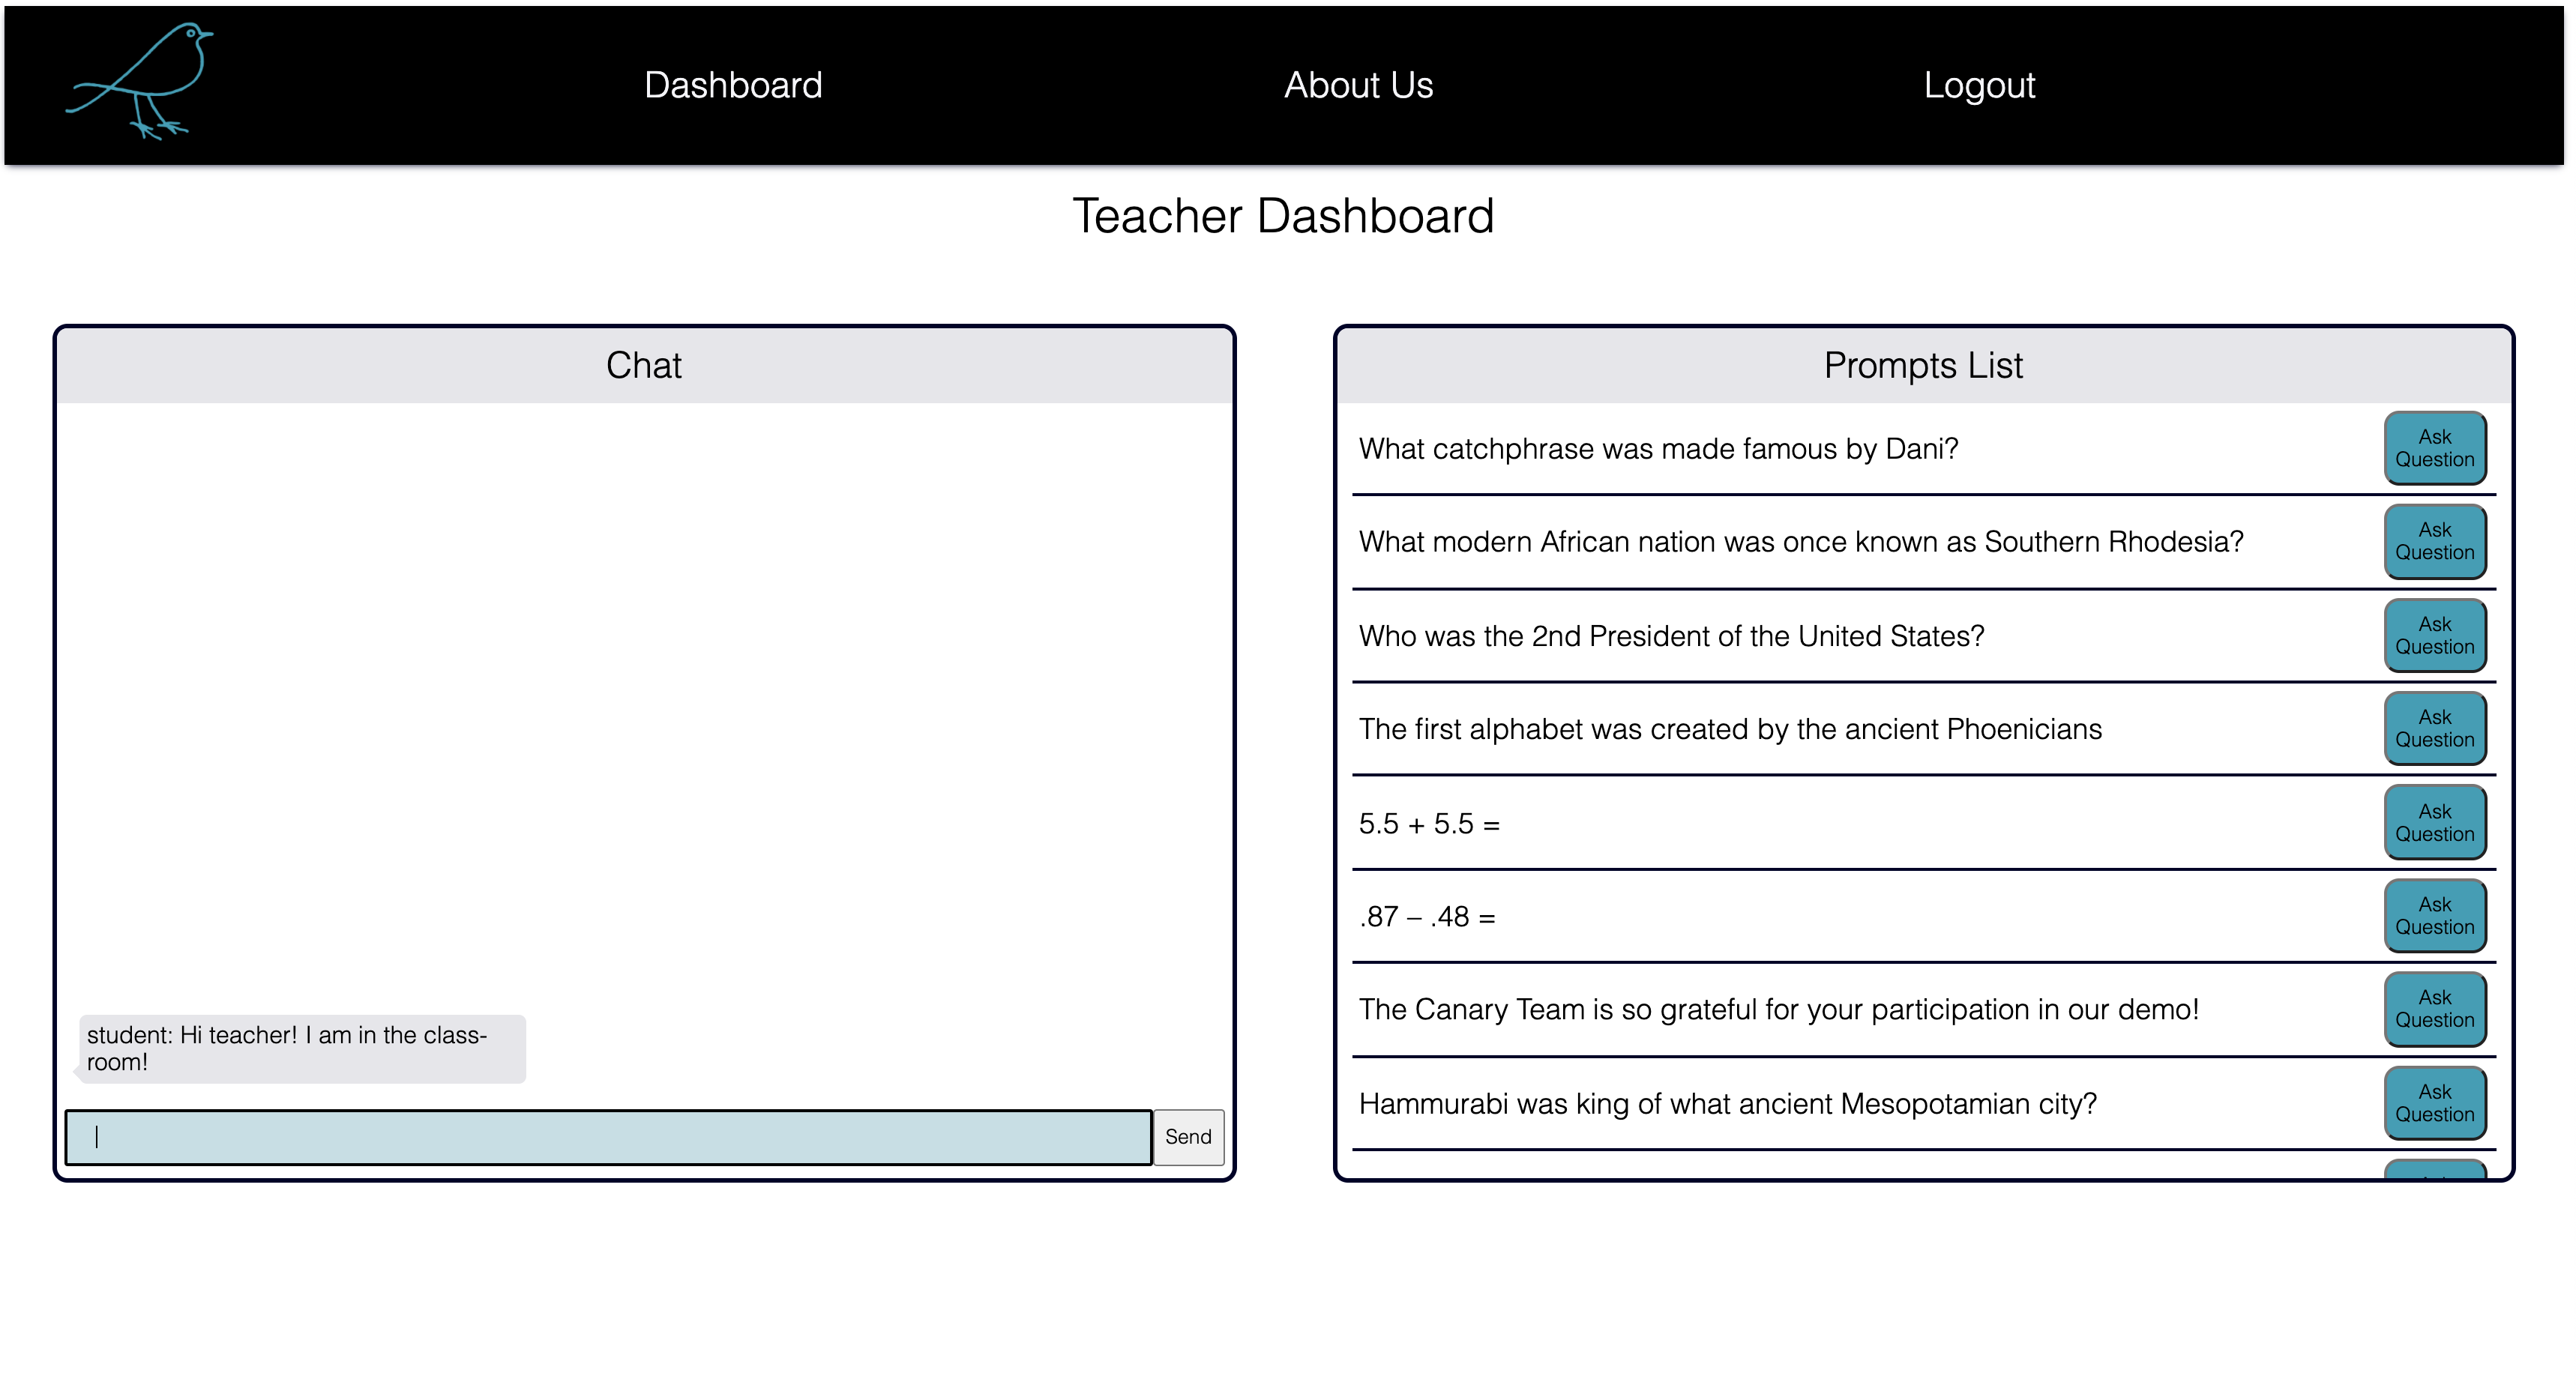 Dashboard
About Us
Logout
Teacher Dashboard
Chat
student: Hi teacher! I am in the class-
room!
Send
Prompts List
What catchphrase was made famous by Dani?
Ask
Question
What modern African nation was once known as Southern Rhodesia?
Ask
Question
Who was the 2nd President of the United States?
Ask
Question
The first alphabet was created by the ancient Phoenicians
Ask
Question
5.5 + 5.5 =
Ask
Question
.87 – .48 =
Ask
Question
The Canary Team is so grateful for your participation in our demo!
Ask
Question
Hammurabi was king of what ancient Mesopotamian city?
Ask
Question